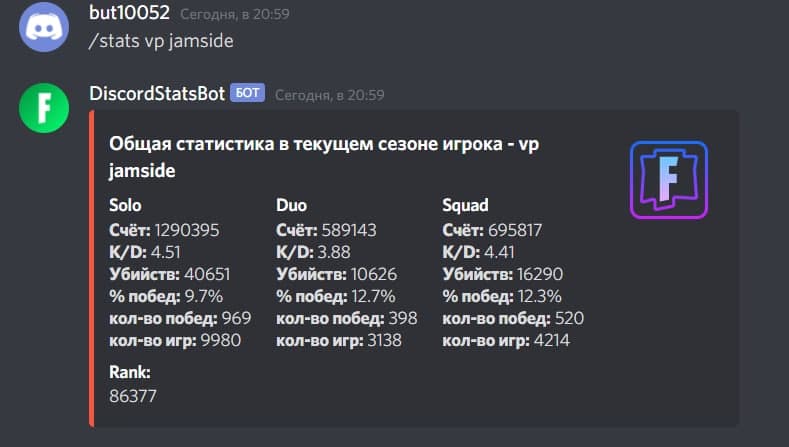 but10052 Сегодня, в 20:59
/stats vp jamside
DiscordStatsBot БОТ Сегодня, в 20:59
Общая статистика в текущем сезоне игрока - vp
jamside
Solo Duo Squad
Счёт: 1290395 Счёт: 589143 Счёт: 695817
K/D: 4.51 K/D: 3.88 K/D: 4.41
Убийств: 40651 Убийств: 10626 Убийств: 16290
% побед: 9.7% % побед: 12.7% % побед: 12.3%
кол-во побед: 969 кол-во побед: 398 кол-во побед: 520
кол-во игр: 9980 кол-во игр: 3138 кол-во игр: 4214
Rank:
86377